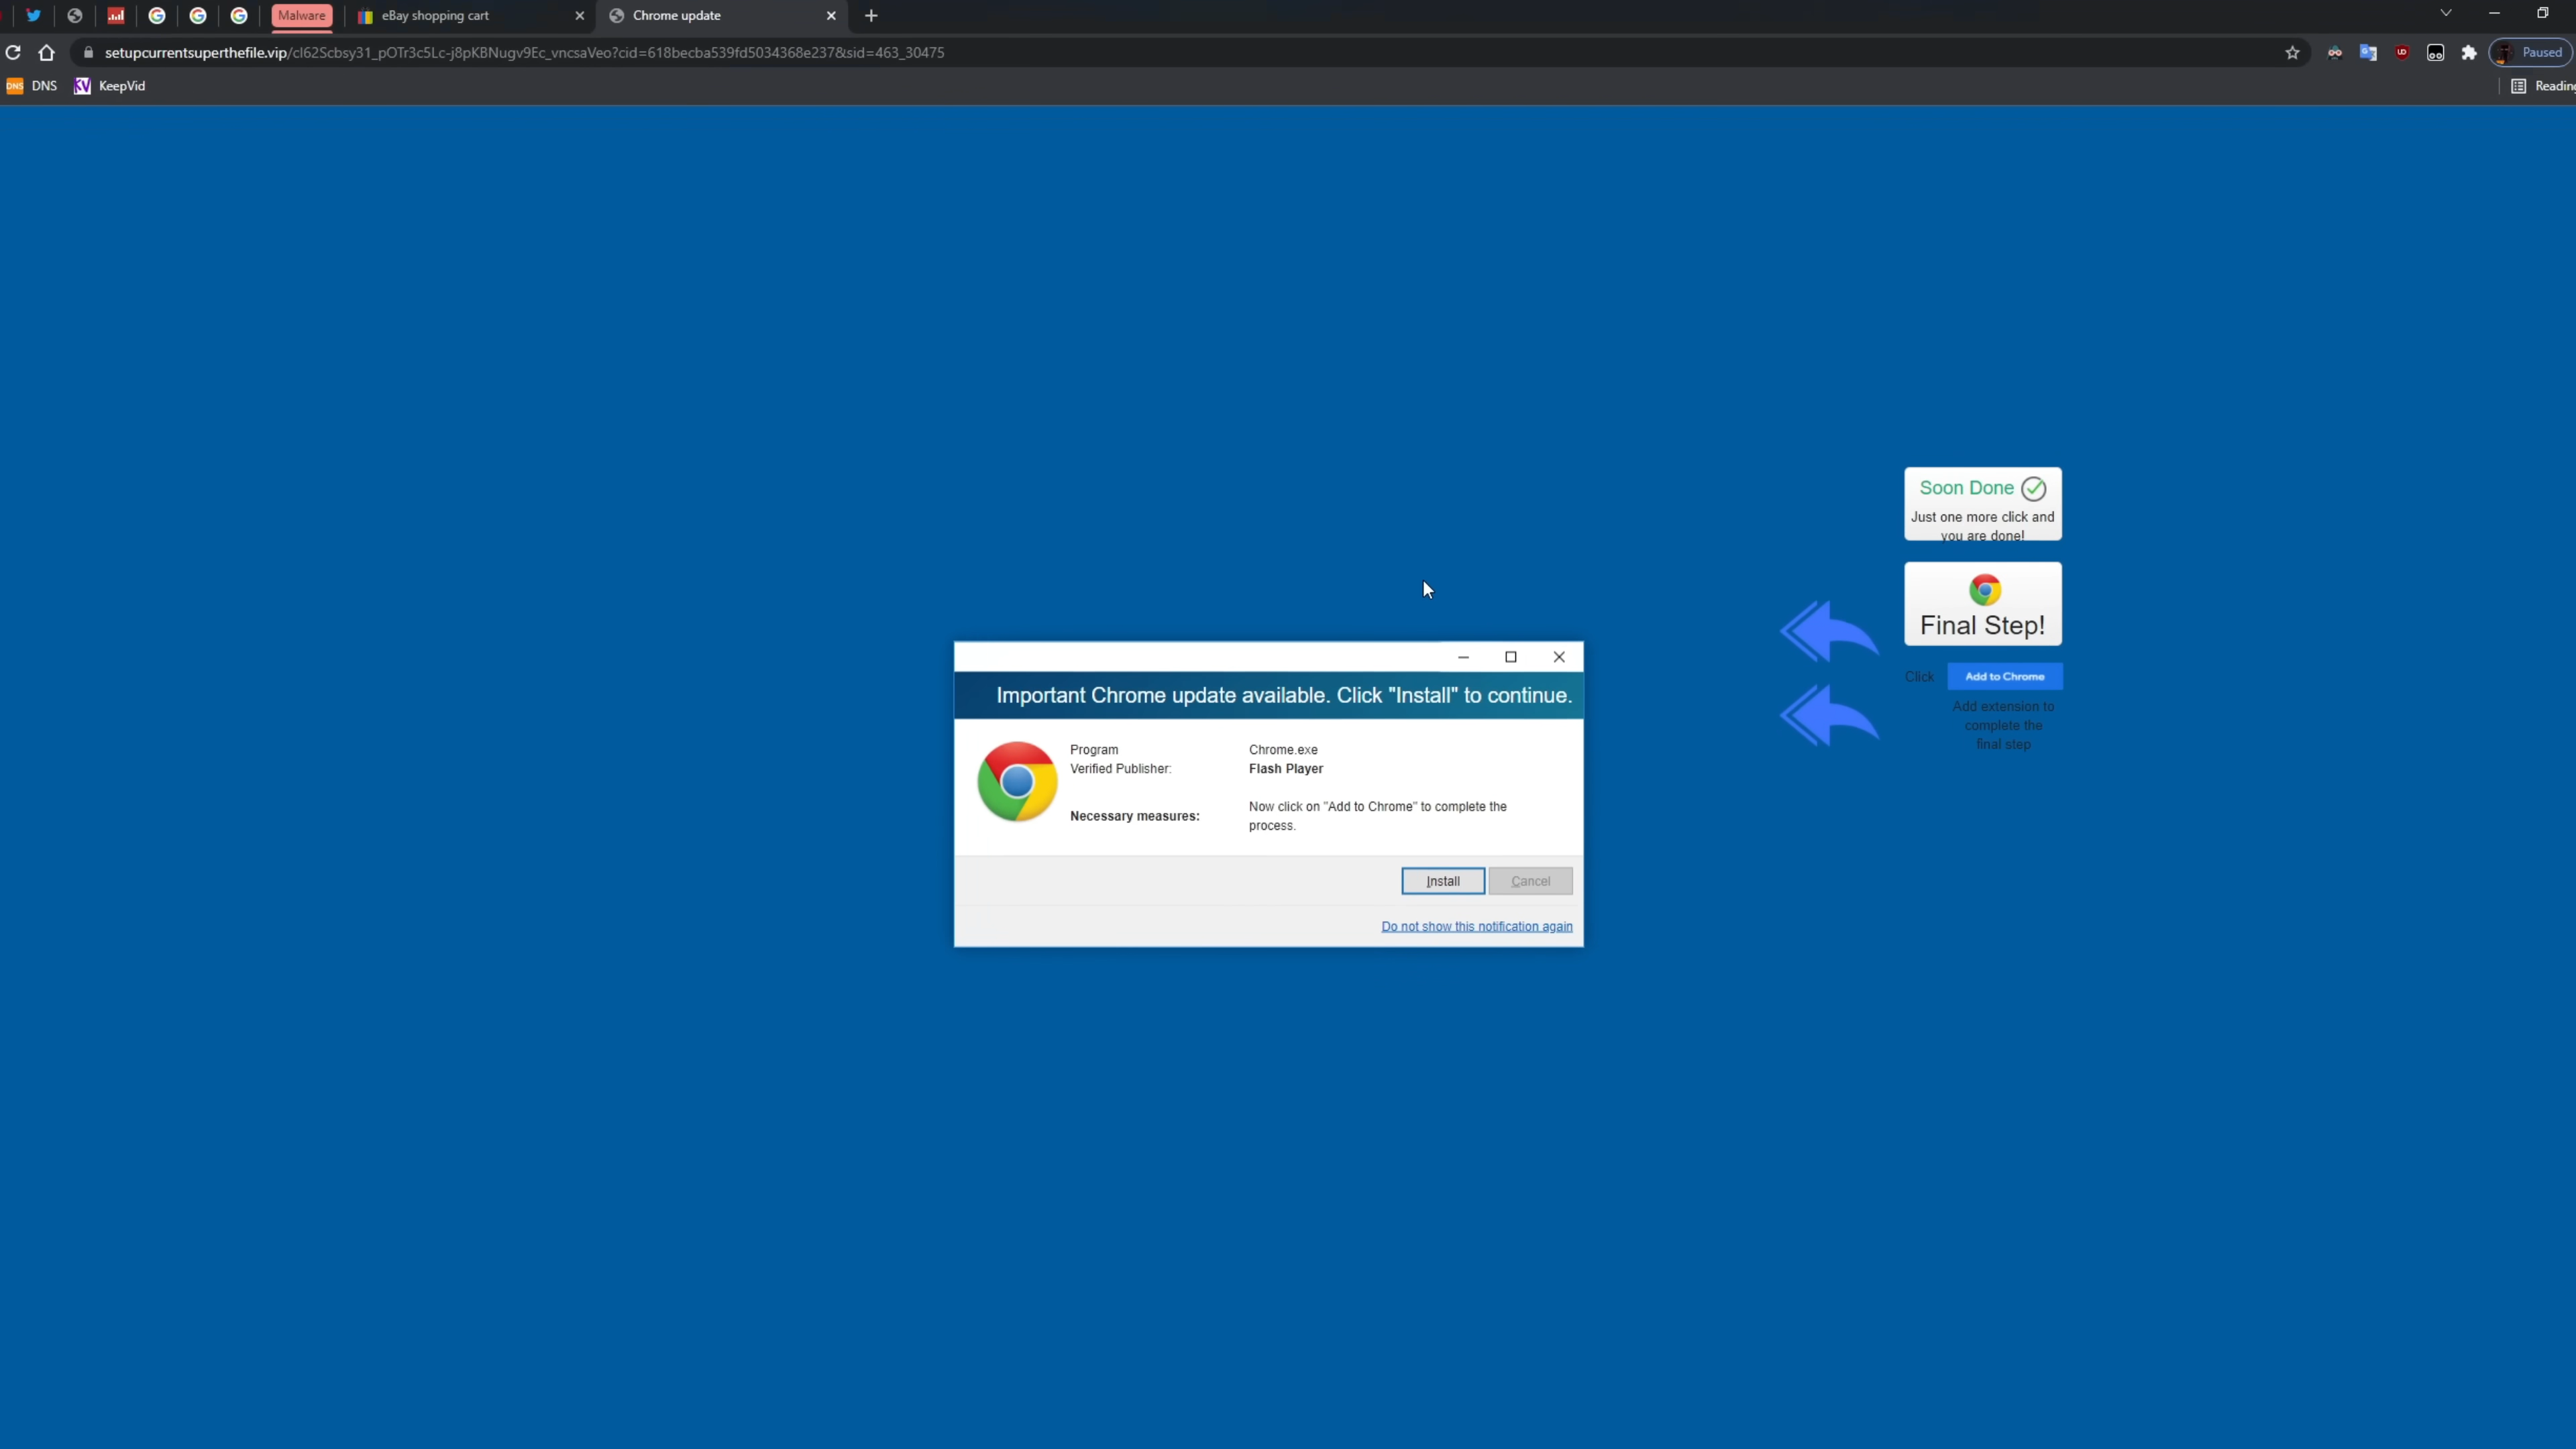 Malware
eBay shopping cart
Chrome update
setupcurrentsuperthefile.vip/cl62Scbsy31_pOTr3c5Lc-j8pKBNugv9Ec_vncsaVeo?cid=618becba539fd5034368e237&sid=463_30475
Paused
DNS DNS
KV KeepVid
Reading
Soon Done
Just one more click and
you are done!
Final Step!
Click Add to Chrome
Add extension to
complete the
final step
Important Chrome update available. Click "Install" to continue.
Program Chrome.exe
Verified Publisher: Flash Player
Necessary measures: Now click on "Add to Chrome" to complete the
process.
Install Cancel
Do not show this notification again